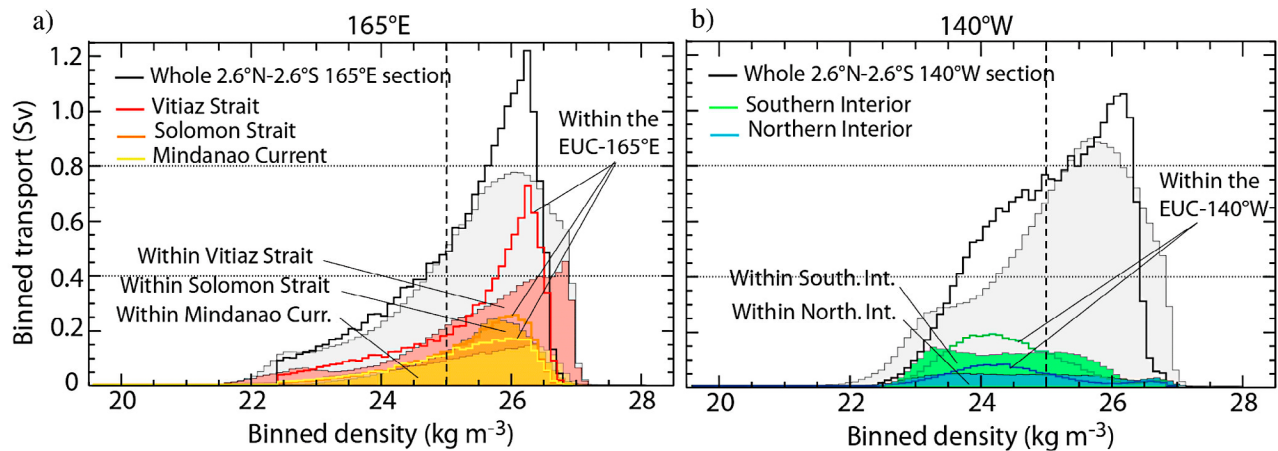 a)
165°E
Binned transport (Sv)
1.2
1.0
0.8
0.6
0.4
0.2
0
Whole 2.6°N-2.6°S 165°E section
Vitiaz Strait
Solomon Strait
Mindanao Current
Within the
EUC-165°E
Within Vitiaz Strait
Within Solomon Strait
Within Mindanao Curr.
20 22 24 26 28
Binned density (kg m⁻³)
b)
140°W
Whole 2.6°N-2.6°S 140°W section
Southern Interior
Northern Interior
Within the
EUC-140°W
Within South. Int.
Within North. Int.
20 22 24 26 28
Binned density (kg m⁻³)